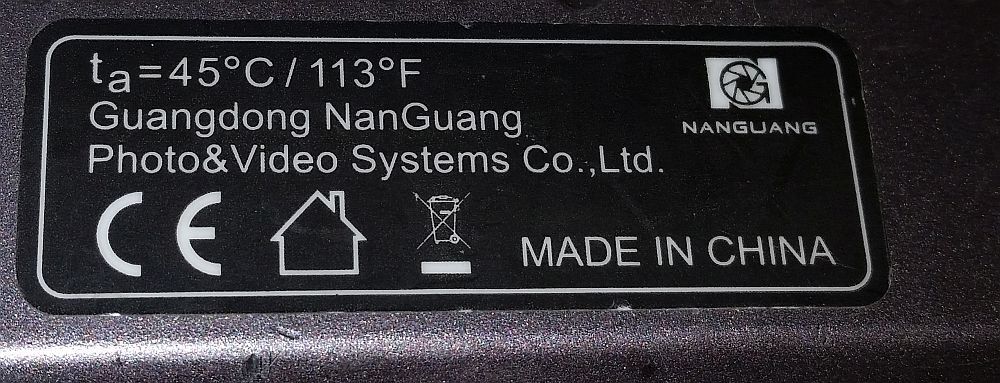 ta=45°C / 113°F
Guangdong NanGuang
Photo&Video Systems Co.,Ltd.
NANGUANG
CE
MADE IN CHINA